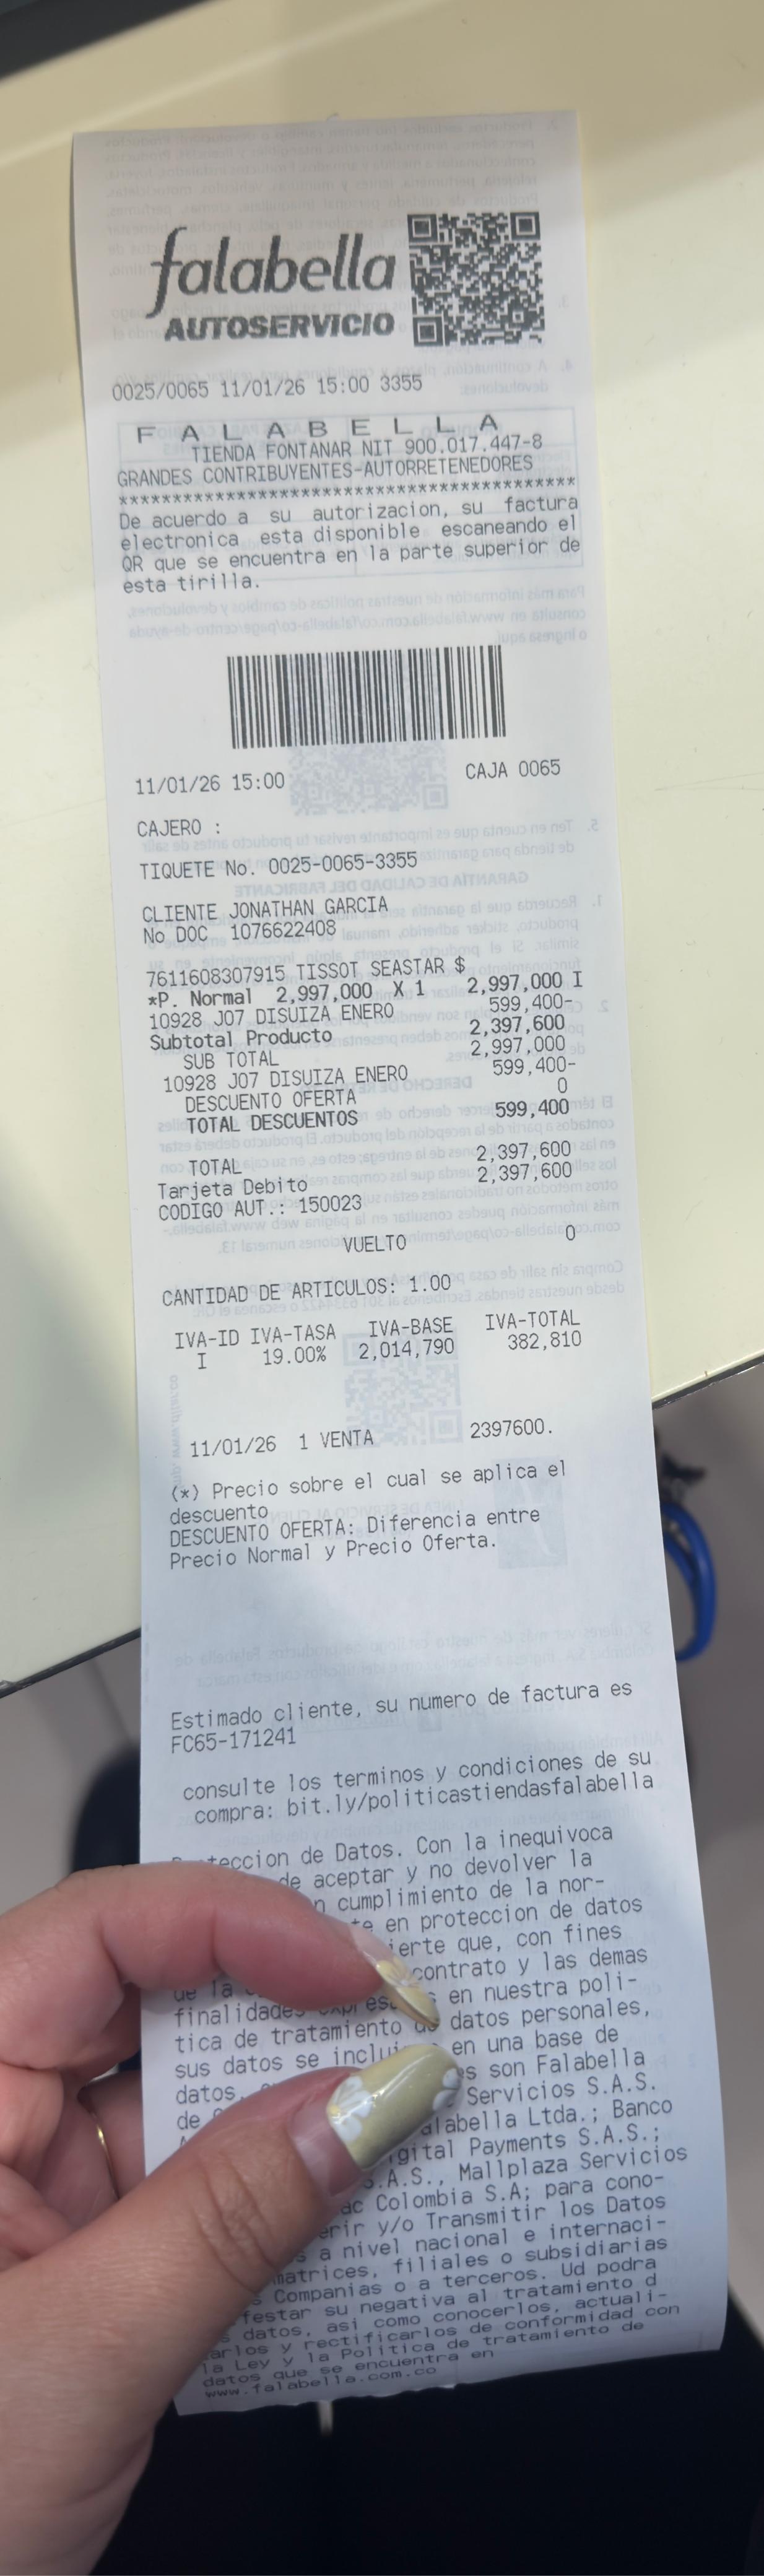 falabella
AUTOSERVICIO
0025/0065 11/01/26 15:00 3355
F A L A B E L L A
TIENDA FONTANAR NIT 900.017.447-8
GRANDES CONTRIBUYENTES-AUTORRETENEDORES
******************************************
De acuerdo a su autorizacion, su factura
electronica esta disponible escaneando el
QR que se encuentra en la parte superior de
esta tirilla.
11/01/26 15:00 CAJA 0065
CAJERO :
TIQUETE No. 0025-0065-3355
CLIENTE JONATHAN GARCIA
No DOC 1076622408
7611608307915 TISSOT SEASTAR $
*P. Normal 2,997,000 X 1 2,997,000 I
10928 J07 DISUIZA ENERO 599,400-
Subtotal Producto 2,397,600
SUB TOTAL 2,997,000
10928 J07 DISUIZA ENERO 599,400-
DESCUENTO OFERTA 0
TOTAL DESCUENTOS 599,400
TOTAL 2,397,600
Tarjeta Debito 2,397,600
CODIGO AUT.: 150023
VUELTO 0
CANTIDAD DE ARTICULOS: 1.00
IVA-ID IVA-TASA IVA-BASE IVA-TOTAL
I 19.00% 2,014,790 382,810
11/01/26 1 VENTA 2397600.
(*) Precio sobre el cual se aplica el
descuento
DESCUENTO OFERTA: Diferencia entre
Precio Normal y Precio Oferta.
Estimado cliente, su numero de factura es
FC65-171241
consulte los terminos y condiciones de su
compra: bit.ly/politicastiendasfalabella
teccion de Datos. Con la inequivoca
de aceptar y no devolver la
cumplimiento de la nor-
en proteccion de datos
ierte que, con fines
de la contrato y las demas
finalidades en nuestra poli-
tica de tratamiento de datos personales,
sus datos se en una base de
datos, son Falabella
de Servicios S.A.S.
alabella Ltda.; Banco
igital Payments S.A.S.;
S.A.S., Mallplaza Servicios
ac Colombia S.A; para cono-
erir y/o Transmitir los Datos
a nivel nacional e internaci-
matrices, filiales o subsidiarias
Companias o a terceros. Ud podra
festar su negativa al tratamiento d
datos, asi como conocerlos, actuali-
arlos y rectificarlos de conformidad con
la Ley y la Politica de tratamiento de
datos que se encuentra en
www.falabella.com.co